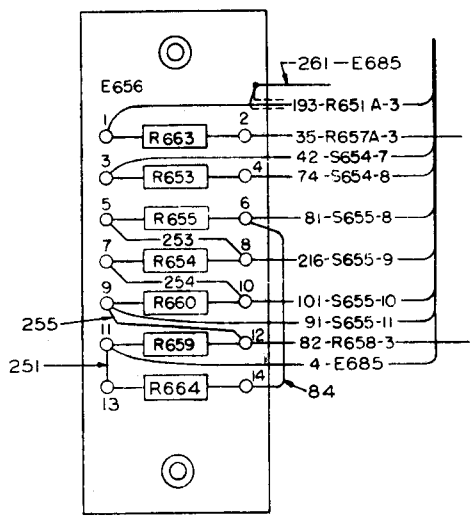 261-E685
E656
193-R651A-3
1 R663 2 35-R657A-3
42-S654-7
3 R653 4 74-S654-8
5 R655 6 81-S655-8
253
7 R654 8 216-S655-9
254
9 R660 10 101-S655-10
91-S655-11
255
11 R659 12 82-R658-3
4-E685
251
13 R664 14
84